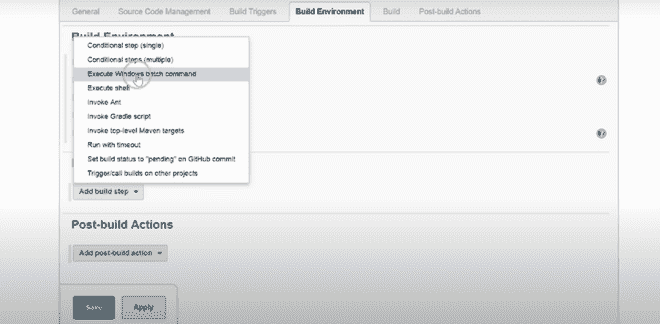 General Source Code Management Build Triggers Build Environment Build Post-build Actions
Build Environment
Conditional step (single)
Conditional steps (multiple)
Execute Windows batch command
Execute shell
Invoke Ant
Invoke Gradle script
Invoke top-level Maven targets
Run with timeout
Set build status to "pending" on GitHub commit
Trigger/call builds on other projects
Add build step
Post-build Actions
Add post-build action
Save Apply